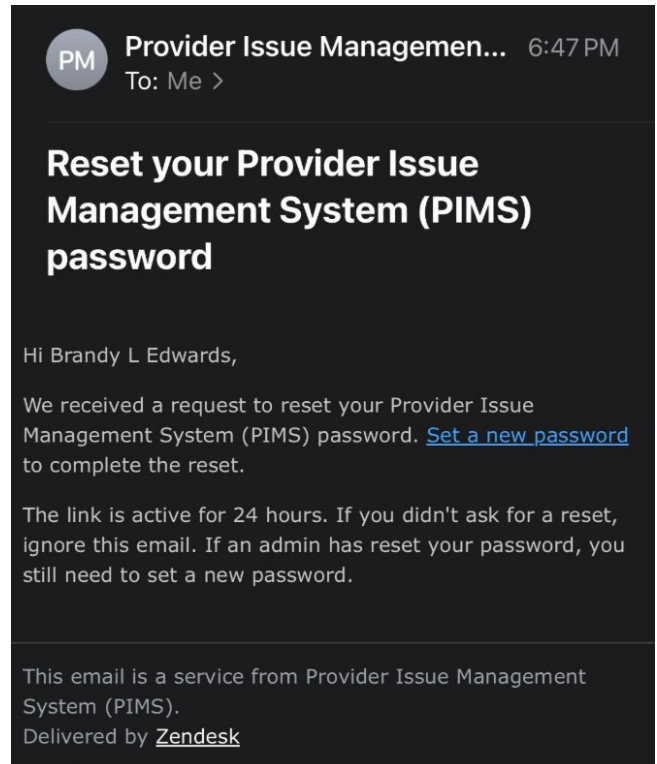 PM
Provider Issue Managemen... 6:47 PM
To: Me >
Reset your Provider Issue
Management System (PIMS)
password
Hi Brandy L Edwards,
We received a request to reset your Provider Issue
Management System (PIMS) password. Set a new password
to complete the reset.
The link is active for 24 hours. If you didn't ask for a reset,
ignore this email. If an admin has reset your password, you
still need to set a new password.
This email is a service from Provider Issue Management
System (PIMS).
Delivered by Zendesk